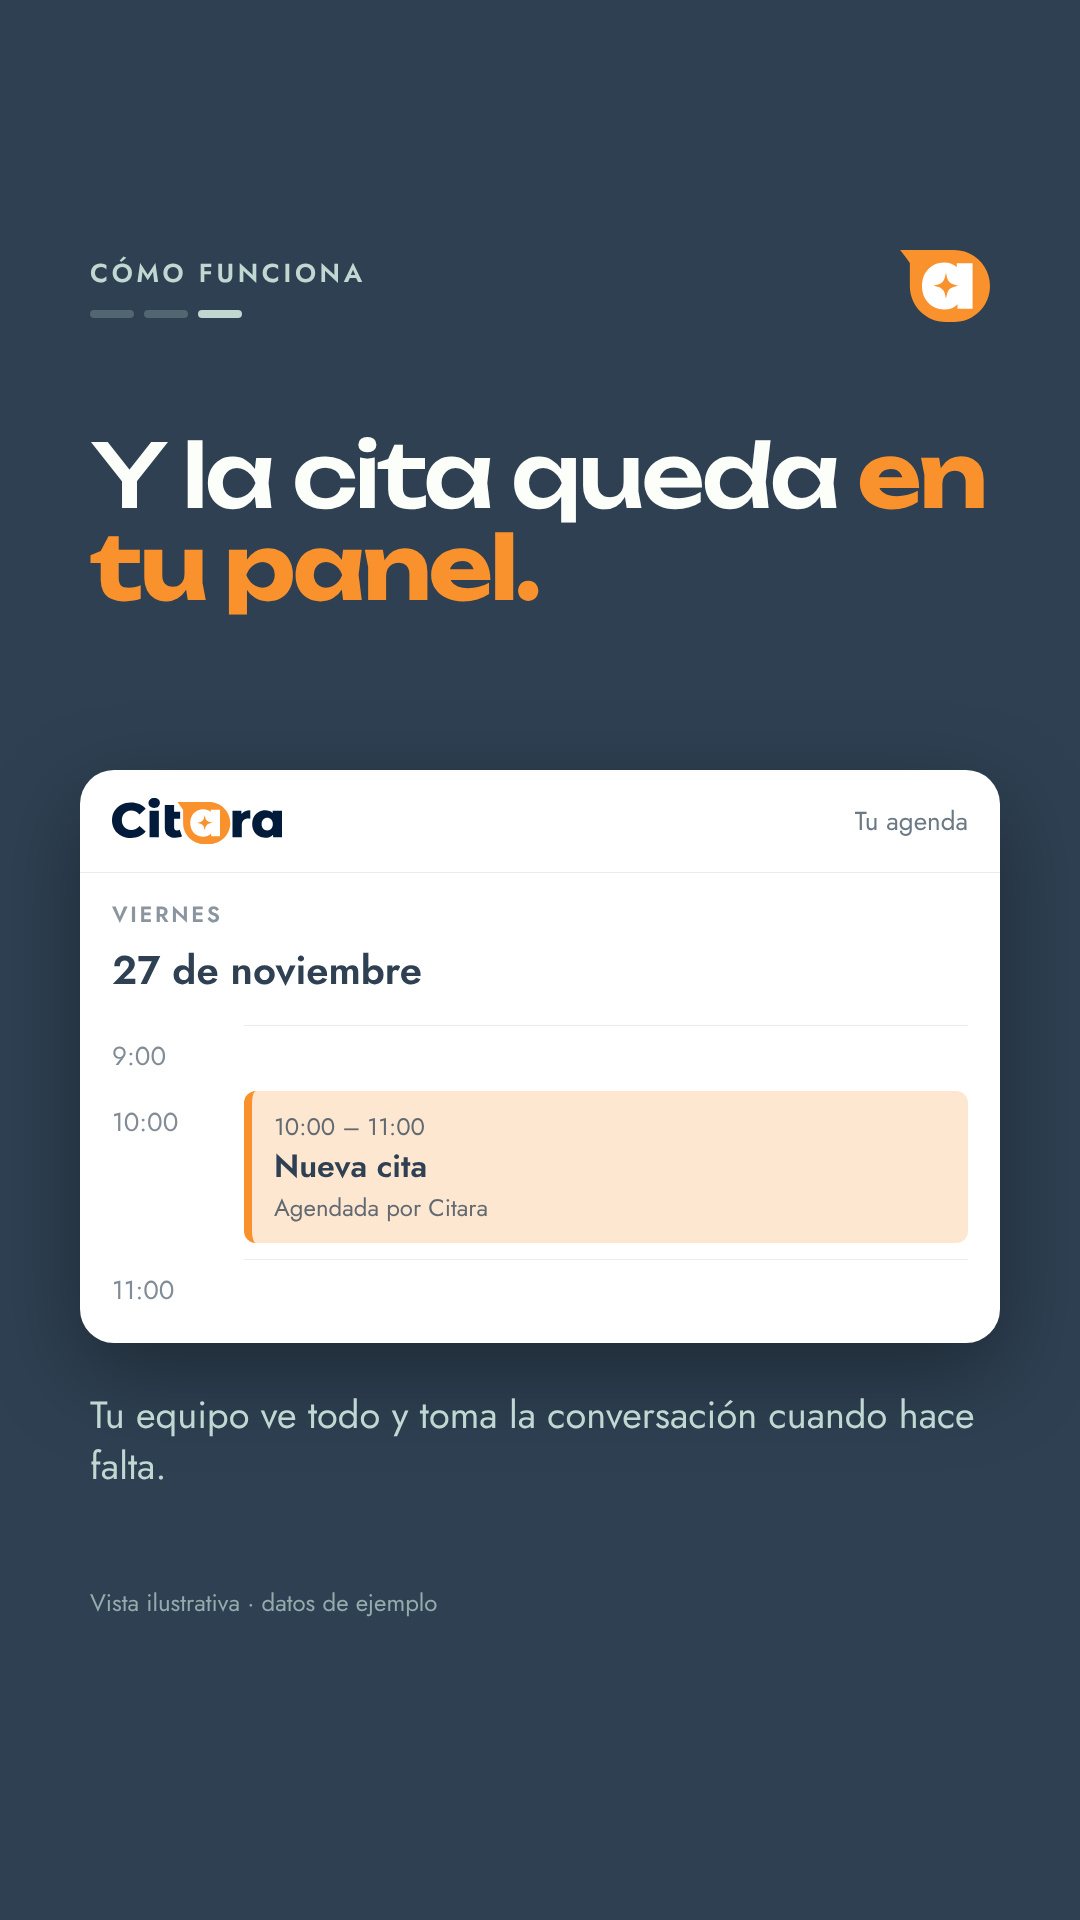 CÓMO FUNCIONA
a
Y la cita queda en
tu panel.
Citara
Tu agenda
VIERNES
27 de noviembre
9:00
10:00
10:00 – 11:00
Nueva cita
Agendada por Citara
11:00
Tu equipo ve todo y toma la conversación cuando hace
falta.
Vista ilustrativa · datos de ejemplo